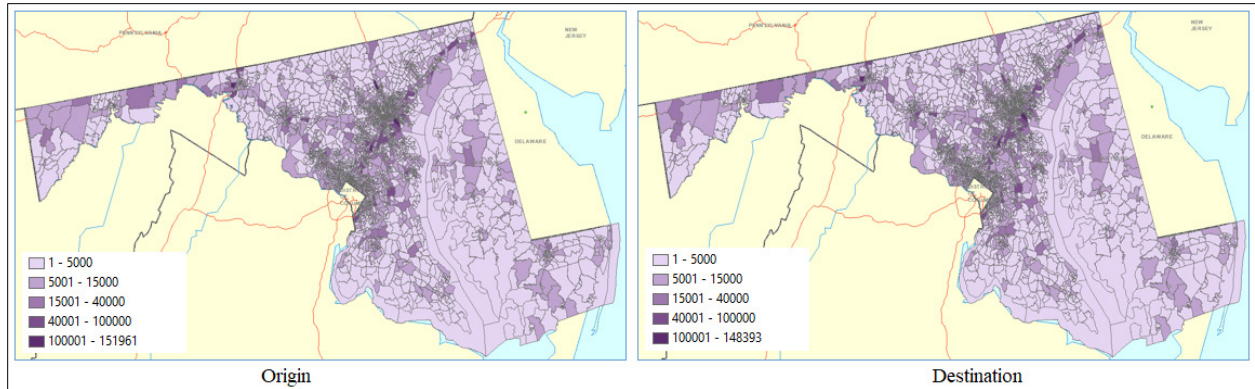 PENNSYLVANIA
NEW
JERSEY
DELAWARE
1 - 5000
5001 - 15000
15001 - 40000
40001 - 100000
100001 - 151961
Origin
PENNSYLVANIA
NEW
JERSEY
DELAWARE
1 - 5000
5001 - 15000
15001 - 40000
40001 - 100000
100001 - 148393
Destination